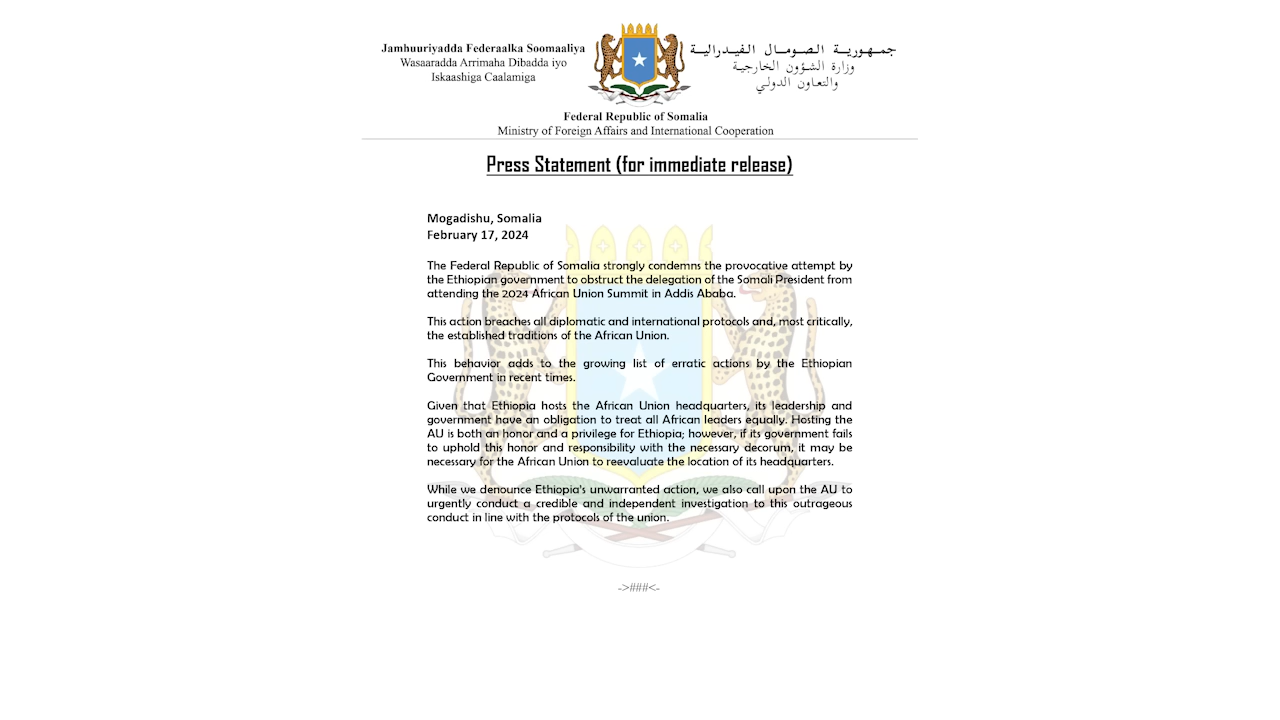 Jamhuuriyadda Federaalka Soomaaliya
Wasaaradda Arrimaha Dibadda iyo
Iskaashiga Caalamiga
جمـهـوريـــة الـصـومــال الـفـيـدرالـيـة
وزارة الشـؤون الخارجيـة
والتعـاون الدولـي
Federal Republic of Somalia
Ministry of Foreign Affairs and International Cooperation
Press Statement (for immediate release)
Mogadishu, Somalia
February 17, 2024
The Federal Republic of Somalia strongly condemns the provocative attempt by
the Ethiopian government to obstruct the delegation of the Somali President from
attending the 2024 African Union Summit in Addis Ababa.
This action breaches all diplomatic and international protocols and, most critically,
the established traditions of the African Union.
This behavior adds to the growing list of erratic actions by the Ethiopian
Government in recent times.
Given that Ethiopia hosts the African Union headquarters, its leadership and
government have an obligation to treat all African leaders equally. Hosting the
AU is both an honor and a privilege for Ethiopia; however, if its government fails
to uphold this honor and responsibility with the necessary decorum, it may be
necessary for the African Union to reevaluate the location of its headquarters.
While we denounce Ethiopia's unwarranted action, we also call upon the AU to
urgently conduct a credible and independent investigation to this outrageous
conduct in line with the protocols of the union.
->###<-